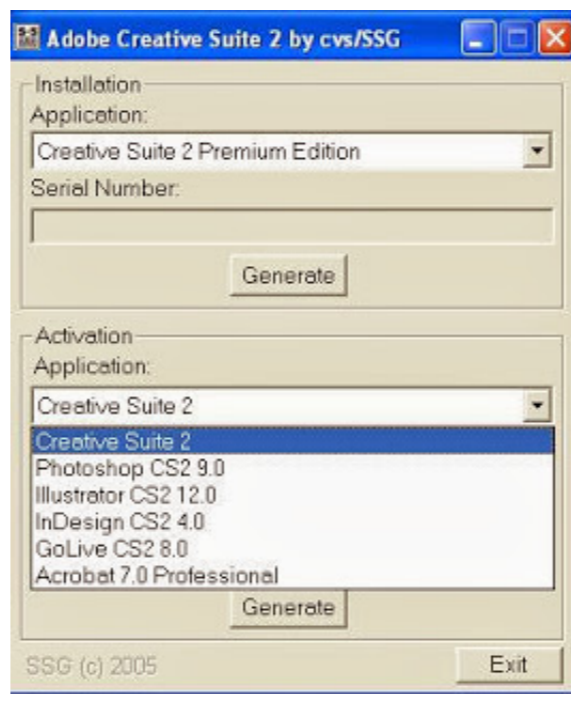 Adobe Creative Suite 2 by cvs/SSG
Installation
Application:
Creative Suite 2 Premium Edition
Serial Number:
Generate
Activation
Application:
Creative Suite 2
Creative Suite 2
Photoshop CS2 9.0
Illustrator CS2 12.0
InDesign CS2 4.0
GoLive CS2 8.0
Acrobat 7.0 Professional
Generate
SSG (c) 2005
Exit